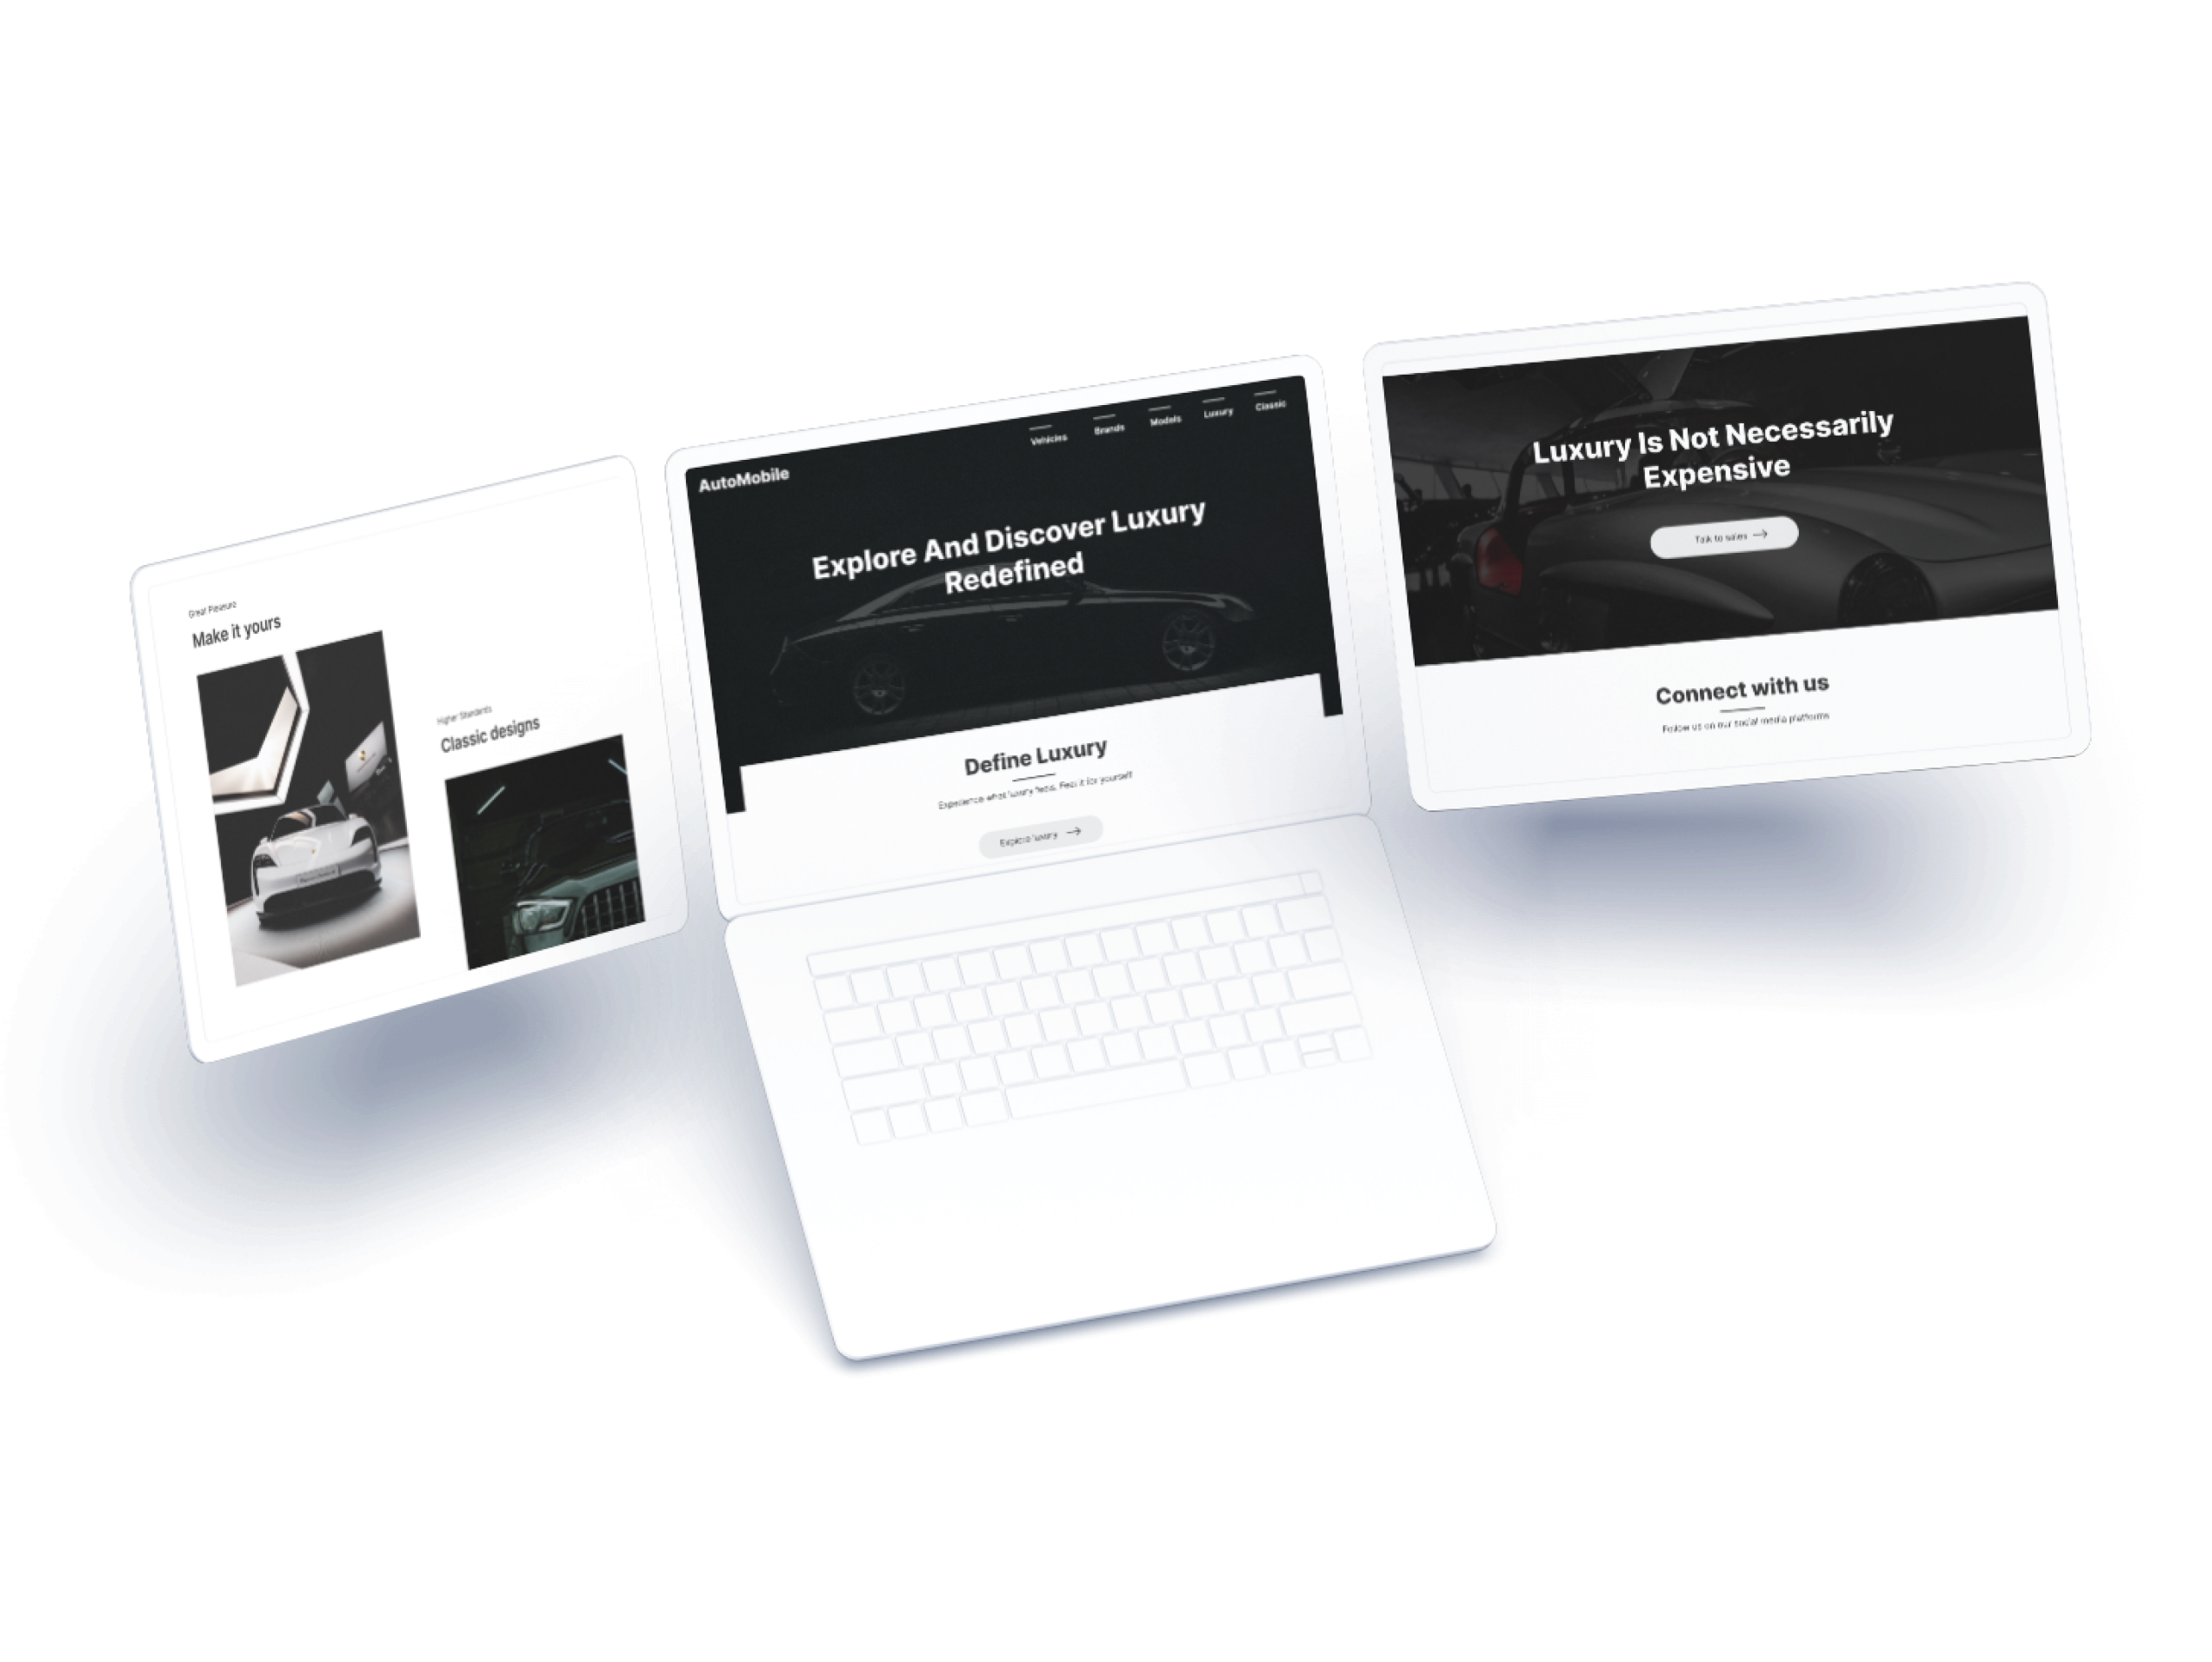 Great Pleasure
Make it yours
Higher Standards
Classic designs
AutoMobile
Vehicles
Brands
Models
Luxury
Classic
Explore And Discover Luxury
Redefined
Define Luxury
Experience what luxury feels. Feel it for yourself
Explore luxury
Luxury Is Not Necessarily
Expensive
Talk to sales
Connect with us
Follow us on our social media platforms